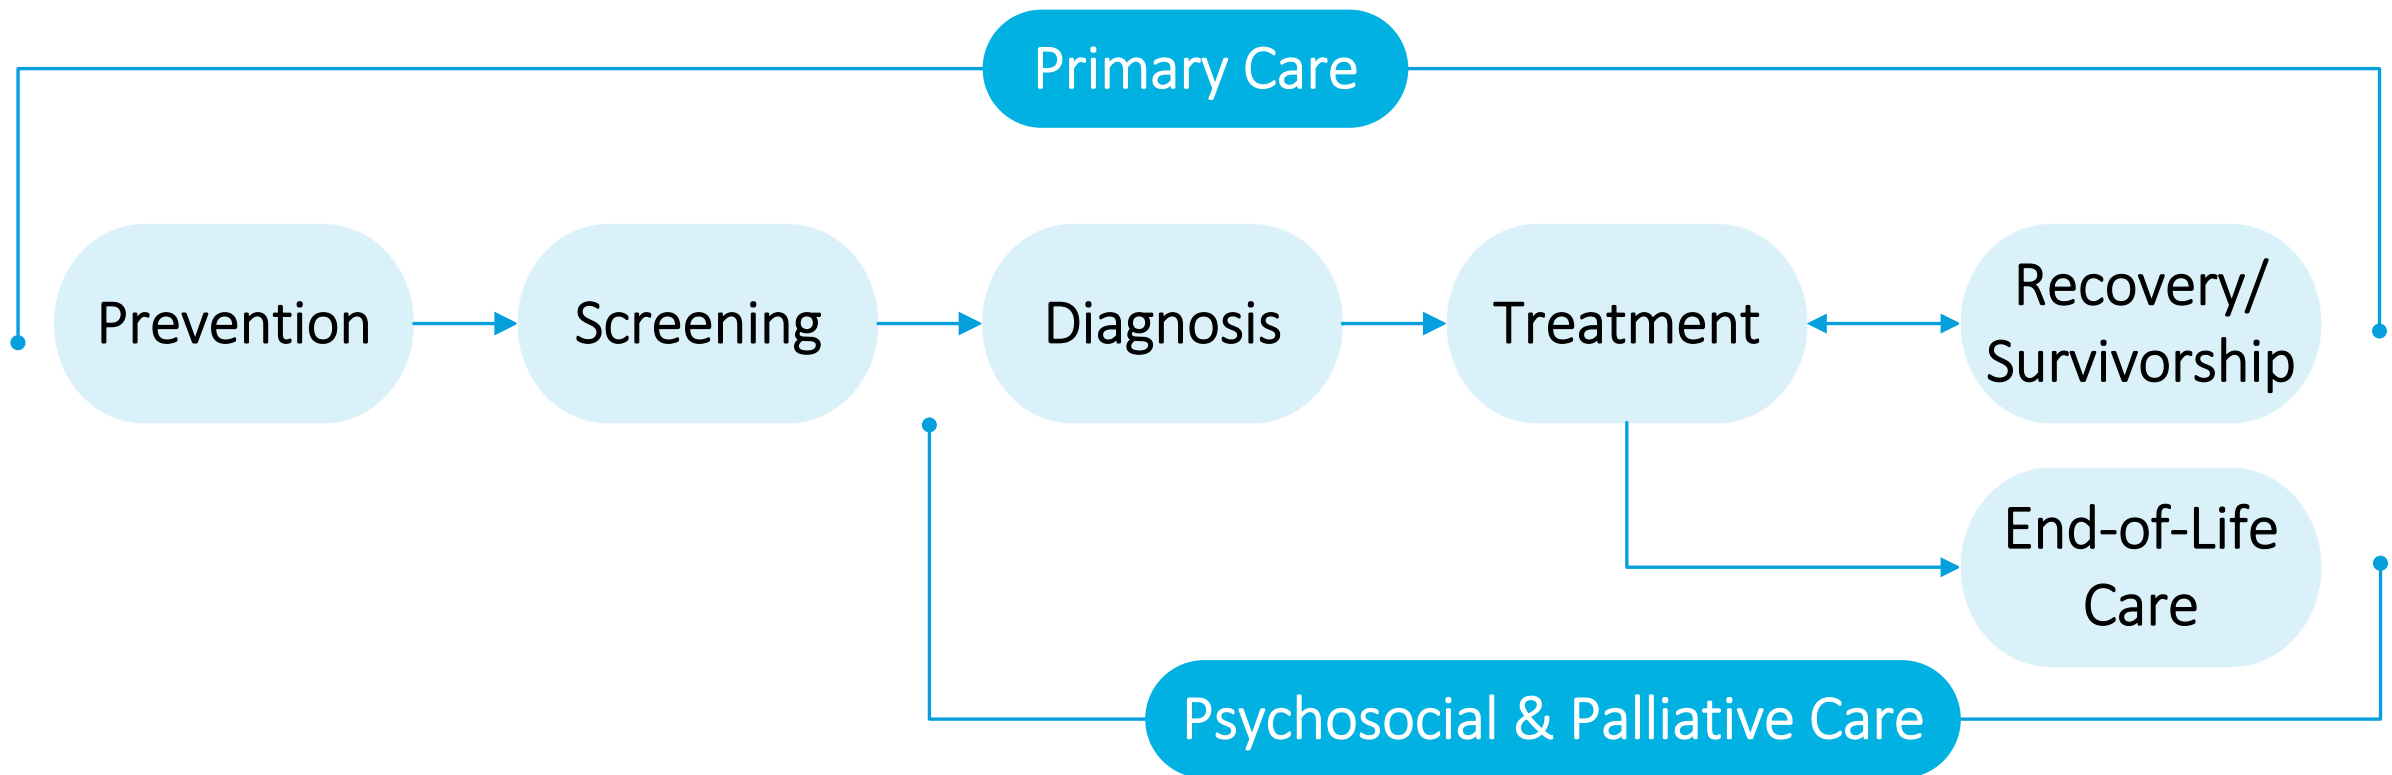 Primary Care
Prevention
Screening
Diagnosis
Treatment
Recovery/
Survivorship
End-of-Life
Care
Psychosocial & Palliative Care